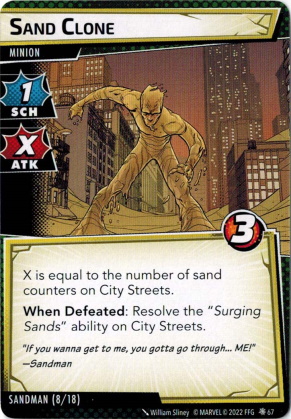 SAND CLONE
MINION
1
SCH
X
ATK
3
X is equal to the number of sand
counters on City Streets.
When Defeated: Resolve the "Surging
Sands" ability on City Streets.
"If you wanna get to me, you gotta go through... ME!"
—Sandman
SANDMAN (8/18)
William Sliney © MARVEL © 2022 FFG 67